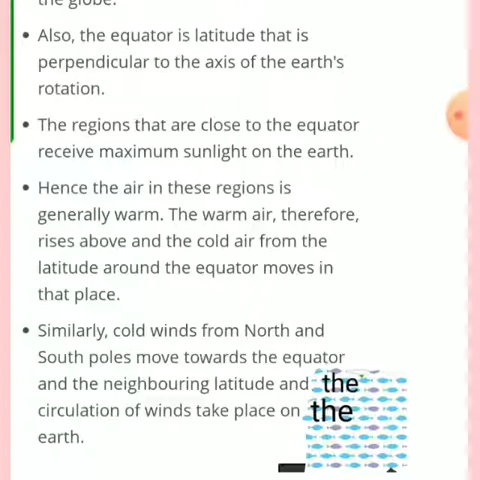 the globe.
• Also, the equator is latitude that is
perpendicular to the axis of the earth's
rotation.
• The regions that are close to the equator
receive maximum sunlight on the earth.
• Hence the air in these regions is
generally warm. The warm air, therefore,
rises above and the cold air from the
latitude around the equator moves in
that place.
• Similarly, cold winds from North and
South poles move towards the equator
and the neighbouring latitude and the
circulation of winds take place on the
earth.